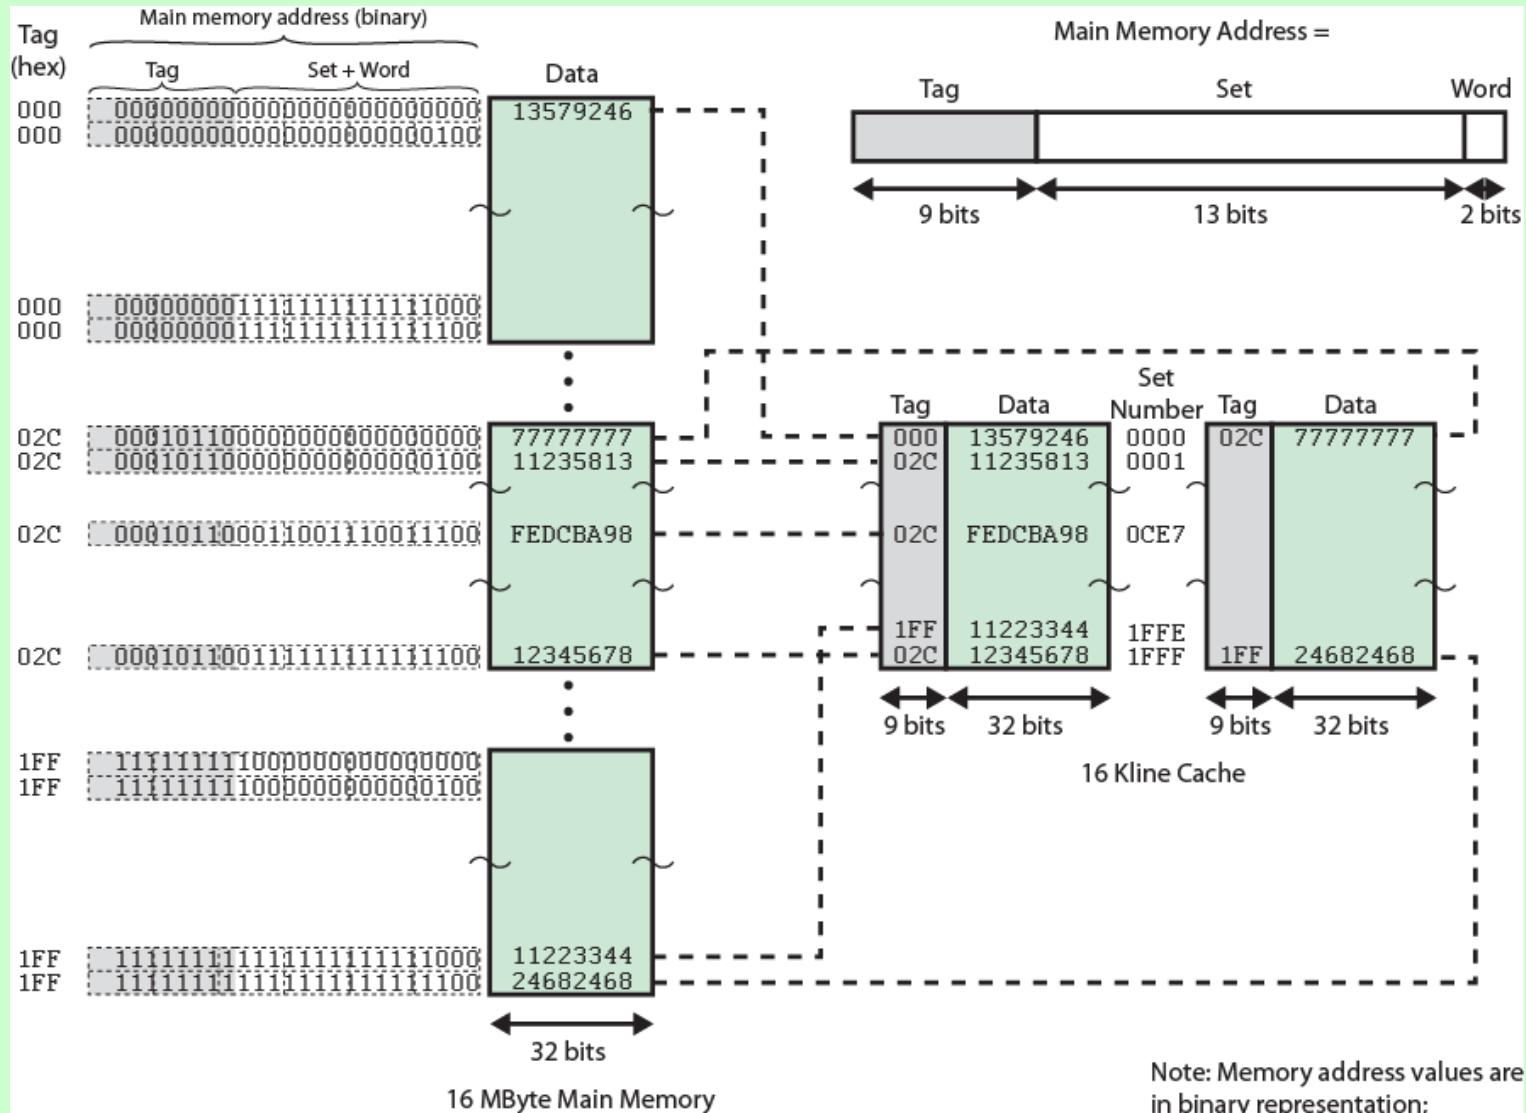 Main memory address (binary)
Tag
(hex)
Tag
Set + Word
Data
000 000000000000000000000000 13579246
000 000000000000000000000100
000 000000001111111111111000
000 000000001111111111111100
02C 000101100000000000000000 77777777
02C 000101100000000000000100 11235813
02C 000101100011001110011100 FEDCBA98
02C 000101100111111111111100 12345678
1FF 111111111000000000000000
1FF 111111111000000000000100
1FF 111111111111111111111000 11223344
1FF 111111111111111111111100 24682468
32 bits
16 MByte Main Memory
Main Memory Address =
Tag Set Word
9 bits 13 bits 2 bits
Set
Tag Data Number Tag Data
000 13579246 0000 02C 77777777
02C 11235813 0001
02C FEDCBA98 0CE7
1FF 11223344 1FFE
02C 12345678 1FFF 1FF 24682468
9 bits 32 bits 9 bits 32 bits
16 Kline Cache
Note: Memory address values are
in binary representation;